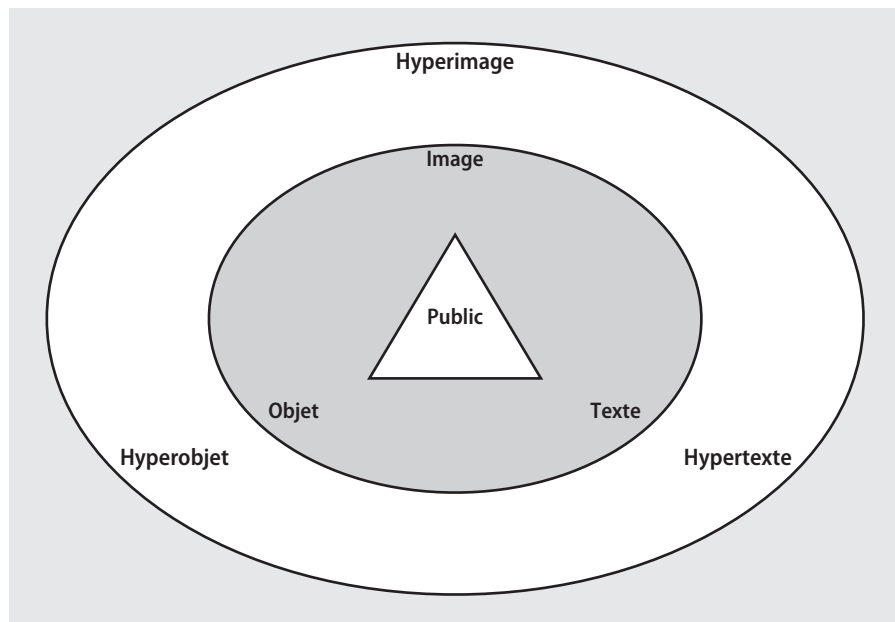 Hyperimage
Image
Public
Objet
Texte
Hyperobjet
Hypertexte